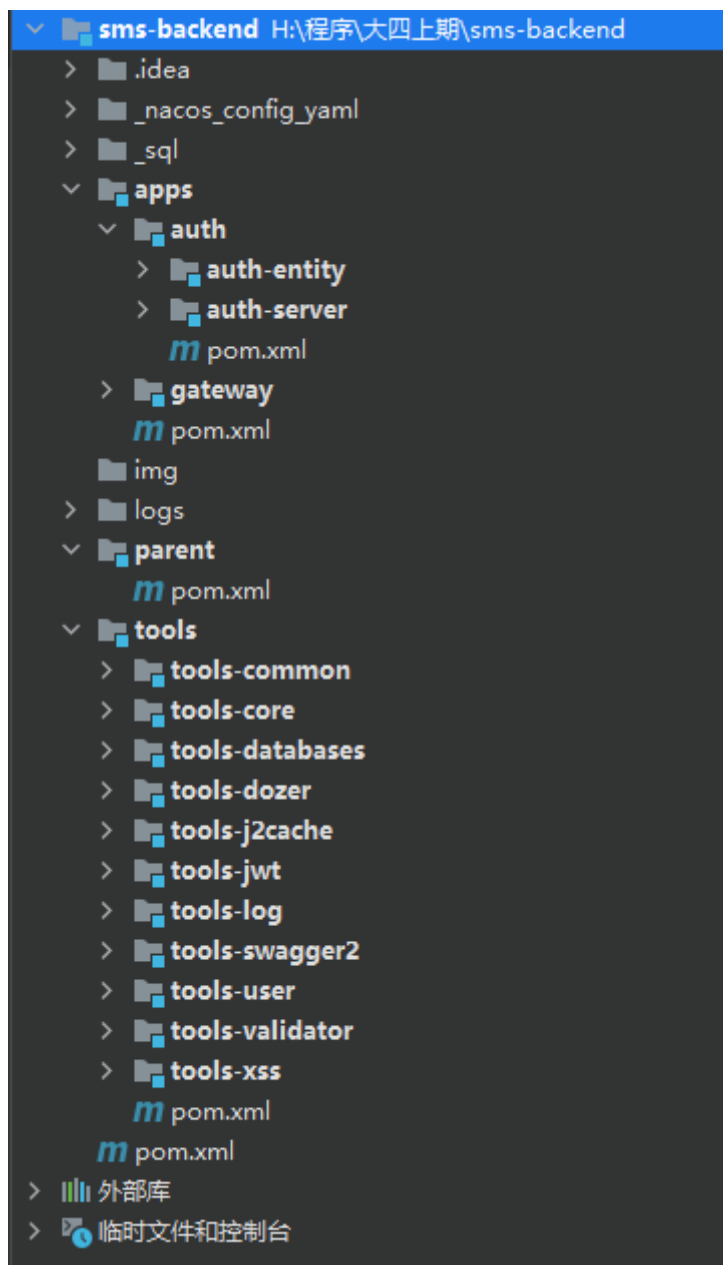 sms-backend H:\程序\大四上期\sms-backend
.idea
_nacos_config_yaml
_sql
apps
auth
auth-entity
auth-server
m pom.xml
gateway
m pom.xml
img
logs
parent
m pom.xml
tools
tools-common
tools-core
tools-databases
tools-dozer
tools-j2cache
tools-jwt
tools-log
tools-swagger2
tools-user
tools-validator
tools-xss
m pom.xml
m pom.xml
外部库
临时文件和控制台